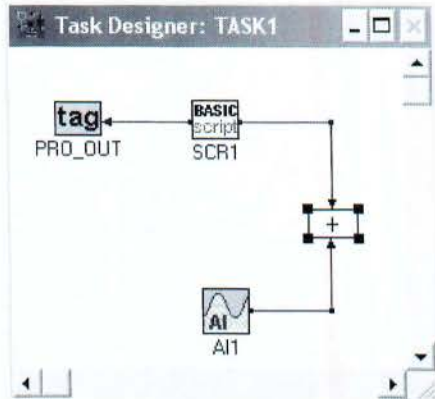 Task Designer: TASK1
tag
PRO_OUT
BASIC
script
SCR1
+
AI
AI1